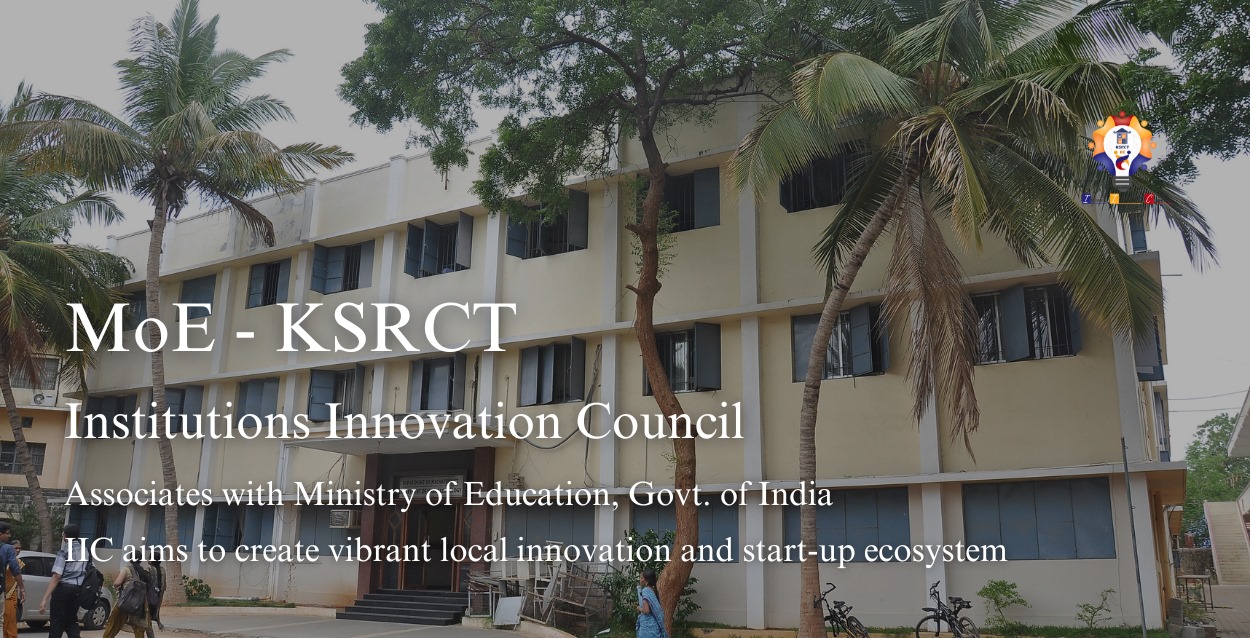 KSRCT
I I C
MoE - KSRCT
Institutions Innovation Council
Associates with Ministry of Education, Govt. of India
IIC aims to create vibrant local innovation and start-up ecosystem